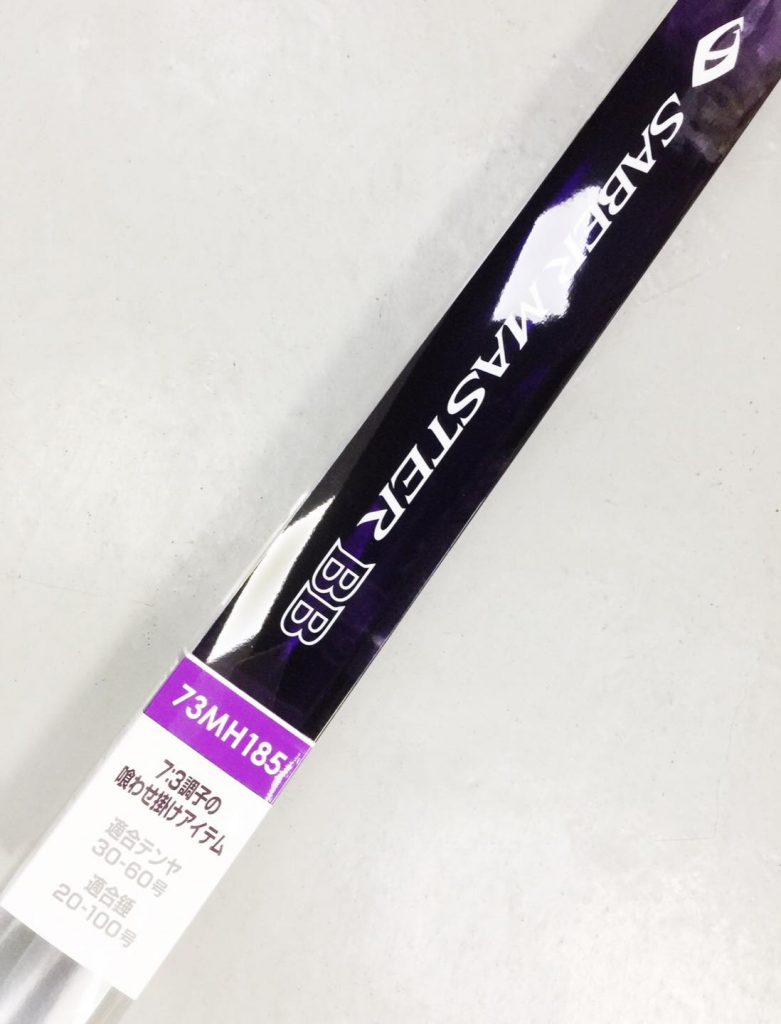 SABER MASTER BB
73MH185
7:3調子の
喰わせ掛けアイテム
適合テンヤ
30-60号
適合錘
20-100号